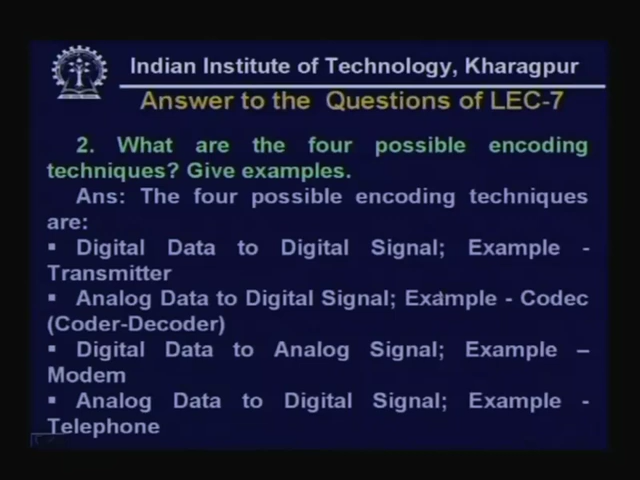 Indian Institute of Technology, Kharagpur
Answer to the Questions of LEC-7
2. What are the four possible encoding
techniques? Give examples.
Ans: The four possible encoding techniques
are:
▪ Digital Data to Digital Signal; Example -
Transmitter
▪ Analog Data to Digital Signal; Example - Codec
(Coder-Decoder)
▪ Digital Data to Analog Signal; Example –
Modem
▪ Analog Data to Digital Signal; Example -
Telephone